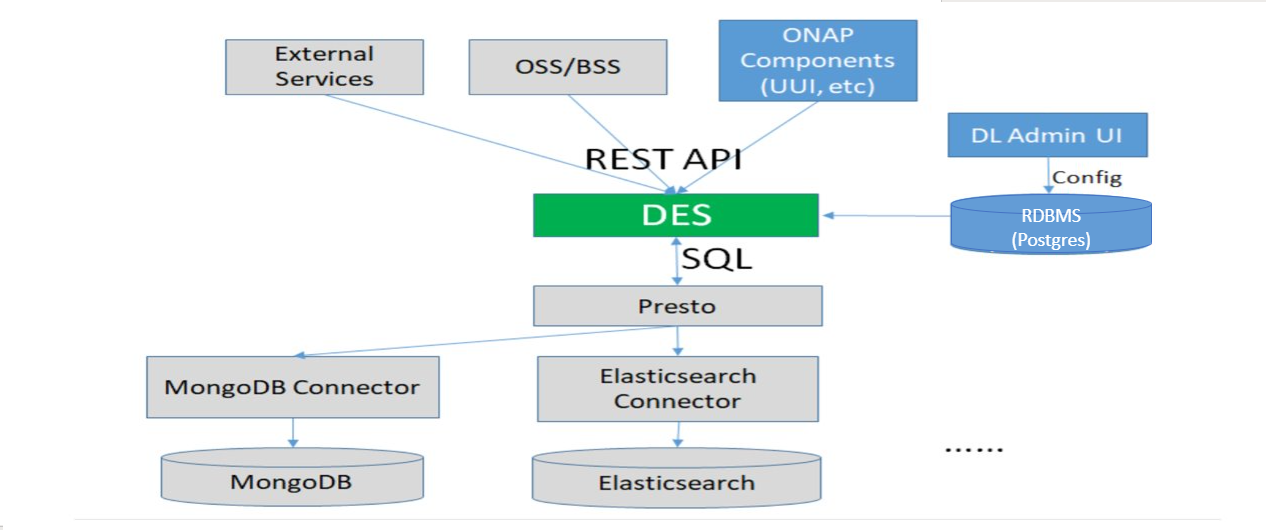 External
Services
OSS/BSS
ONAP
Components
(UUI, etc)
DL Admin UI
REST API
Config
DES
RDBMS
(Postgres)
SQL
Presto
MongoDB Connector
Elasticsearch
Connector
......
MongoDB
Elasticsearch